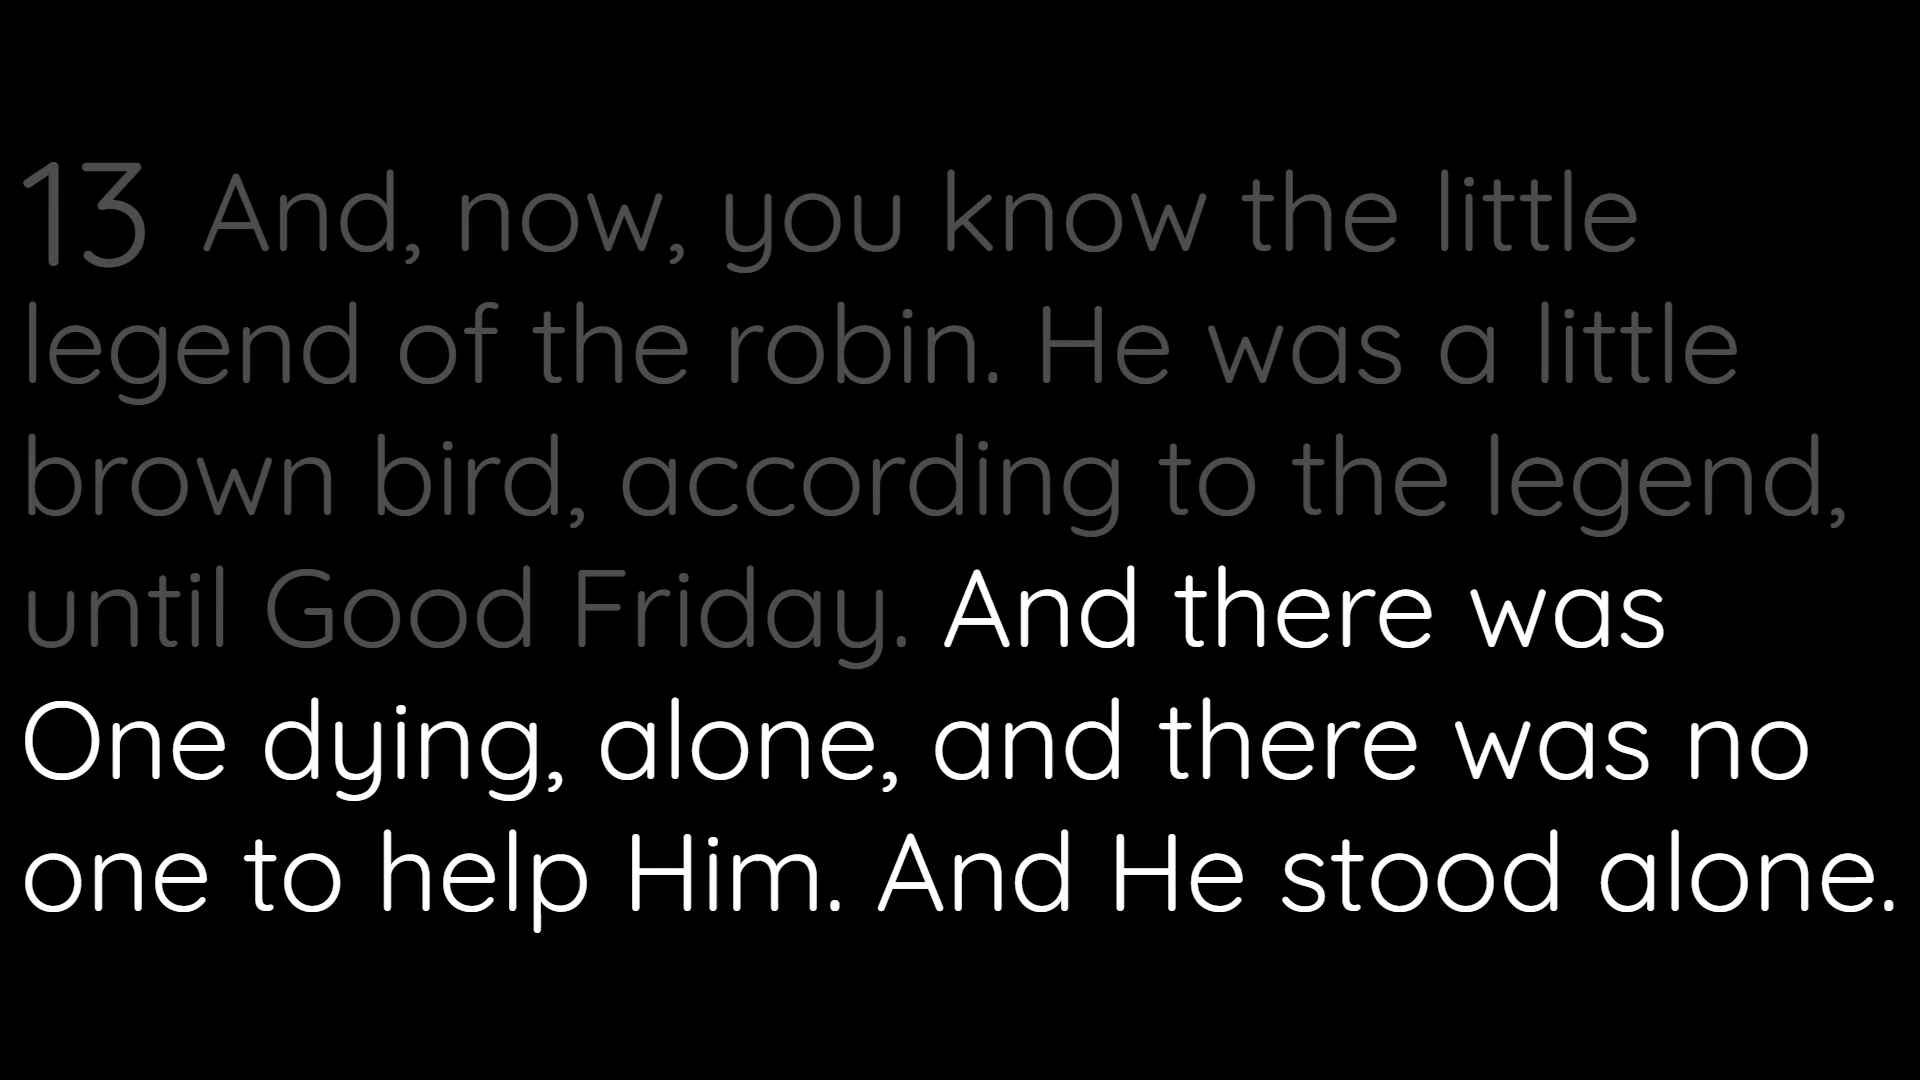 13 And, now, you know the little
legend of the robin. He was a little
brown bird, according to the legend,
until Good Friday. And there was
One dying, alone, and there was no
one to help Him. And He stood alone.